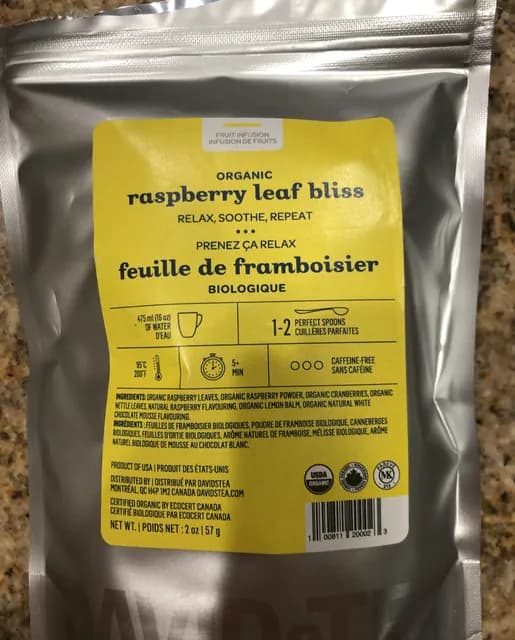 FRUIT INFUSION
INFUSION DE FRUITS
ORGANIC
raspberry leaf bliss
RELAX, SOOTHE, REPEAT
•••
PRENEZ ÇA RELAX
feuille de framboisier
BIOLOGIQUE
475 ml (16 oz)
OF WATER
D'EAU
1-2 PERFECT SPOONS
CUILLÈRES PARFAITES
95°C
200°F
5+
MIN
CAFFEINE-FREE
SANS CAFÉINE
INGREDIENTS: ORGANIC RASPBERRY LEAVES, ORGANIC RASPBERRY POWDER, ORGANIC CRANBERRIES, ORGANIC
NETTLE LEAVES, NATURAL RASPBERRY FLAVOURING, ORGANIC LEMON BALM, ORGANIC NATURAL WHITE
CHOCOLATE MOUSSE FLAVOURING.
INGRÉDIENTS : FEUILLES DE FRAMBOISIER BIOLOGIQUES, POUDRE DE FRAMBOISE BIOLOGIQUE, CANNEBERGES
BIOLOGIQUES, FEUILLES D'ORTIE BIOLOGIQUES, ARÔME NATUREL DE FRAMBOISE, MÉLISSE BIOLOGIQUE, ARÔME
NATUREL BIOLOGIQUE DE MOUSSE AU CHOCOLAT BLANC.
PRODUCT OF USA | PRODUIT DES ÉTATS-UNIS
DISTRIBUTED BY | DISTRIBUÉ PAR DAVIDSTEA
MONTRÉAL, QC H4P 1M2 CANADA DAVIDSTEA.COM
CERTIFIED ORGANIC BY ECOCERT CANADA
CERTIFIÉ BIOLOGIQUE PAR ECOCERT CANADA
NET WT. | POIDS NET : 2 oz | 57 g
USDA
ORGANIC
MK
1 00811 20002 3